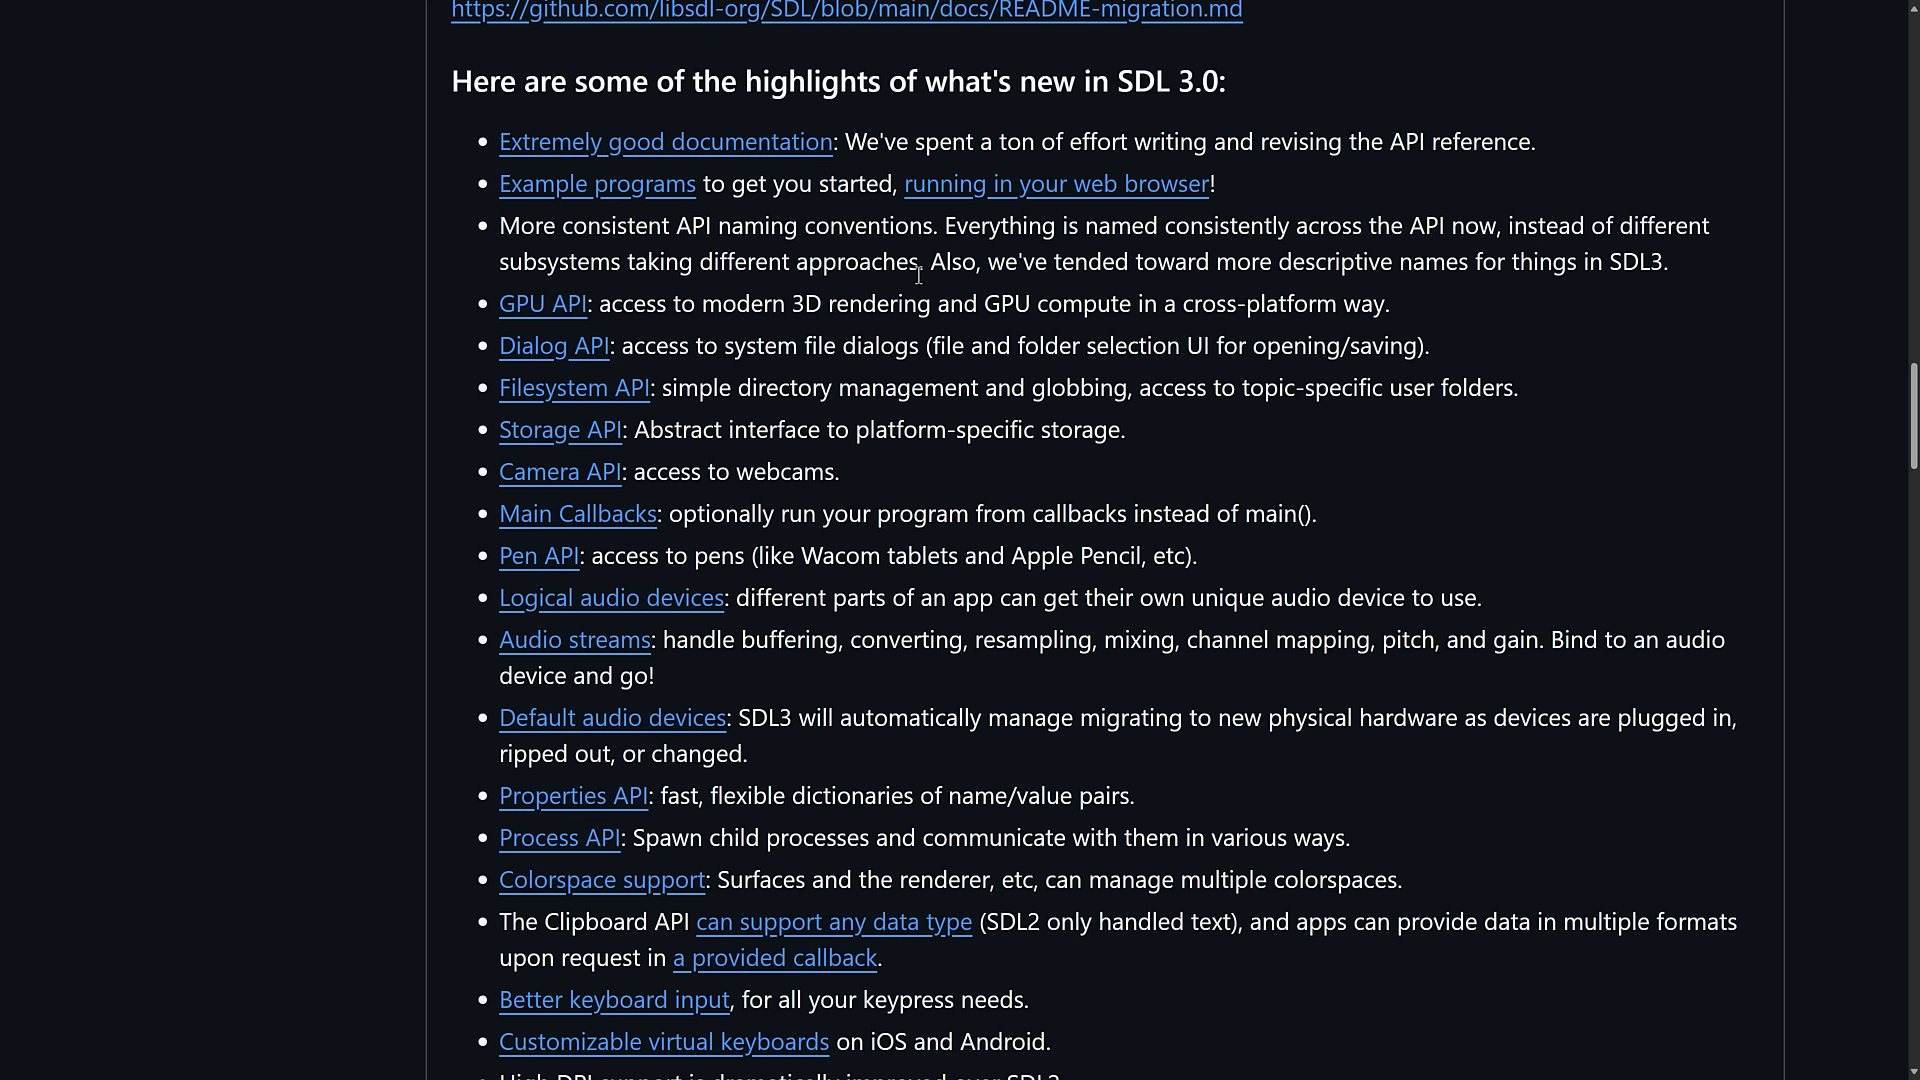 https://github.com/libsdl-org/SDL/blob/main/docs/README-migration.md
Here are some of the highlights of what's new in SDL 3.0:
• Extremely good documentation: We've spent a ton of effort writing and revising the API reference.
• Example programs to get you started, running in your web browser!
• More consistent API naming conventions. Everything is named consistently across the API now, instead of different
subsystems taking different approaches. Also, we've tended toward more descriptive names for things in SDL3.
• GPU API: access to modern 3D rendering and GPU compute in a cross-platform way.
• Dialog API: access to system file dialogs (file and folder selection UI for opening/saving).
• Filesystem API: simple directory management and globbing, access to topic-specific user folders.
• Storage API: Abstract interface to platform-specific storage.
• Camera API: access to webcams.
• Main Callbacks: optionally run your program from callbacks instead of main().
• Pen API: access to pens (like Wacom tablets and Apple Pencil, etc).
• Logical audio devices: different parts of an app can get their own unique audio device to use.
• Audio streams: handle buffering, converting, resampling, mixing, channel mapping, pitch, and gain. Bind to an audio
device and go!
• Default audio devices: SDL3 will automatically manage migrating to new physical hardware as devices are plugged in,
ripped out, or changed.
• Properties API: fast, flexible dictionaries of name/value pairs.
• Process API: Spawn child processes and communicate with them in various ways.
• Colorspace support: Surfaces and the renderer, etc, can manage multiple colorspaces.
• The Clipboard API can support any data type (SDL2 only handled text), and apps can provide data in multiple formats
upon request in a provided callback.
• Better keyboard input, for all your keypress needs.
• Customizable virtual keyboards on iOS and Android.
• High DPI support is dramatically improved over SDL2.